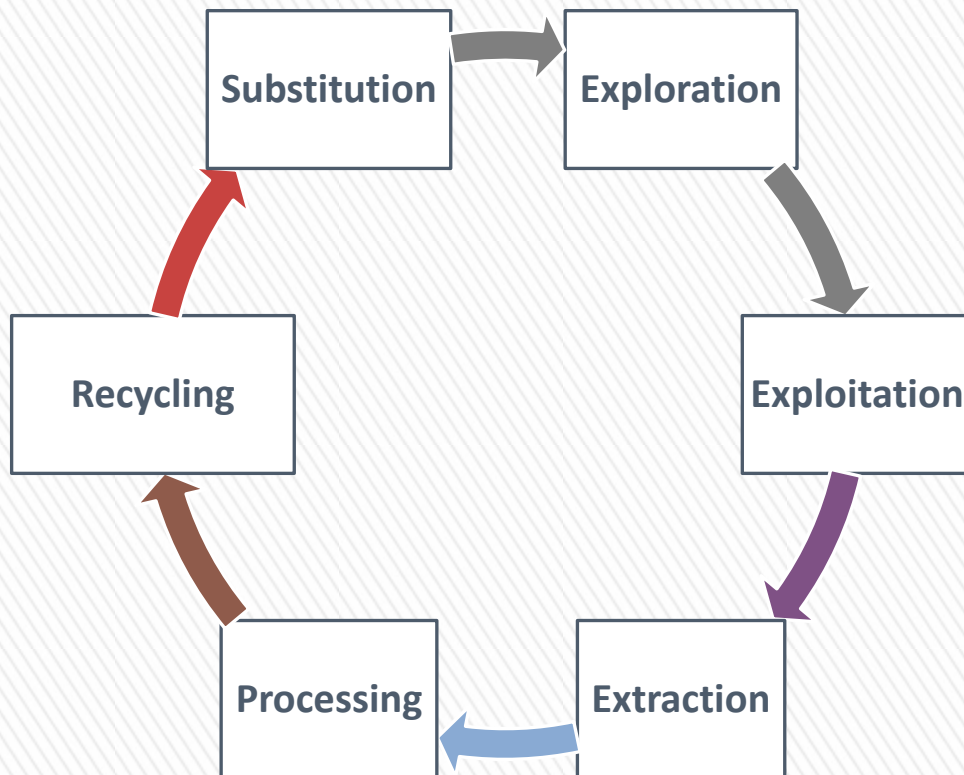 Substitution
Exploration
Exploitation
Extraction
Processing
Recycling